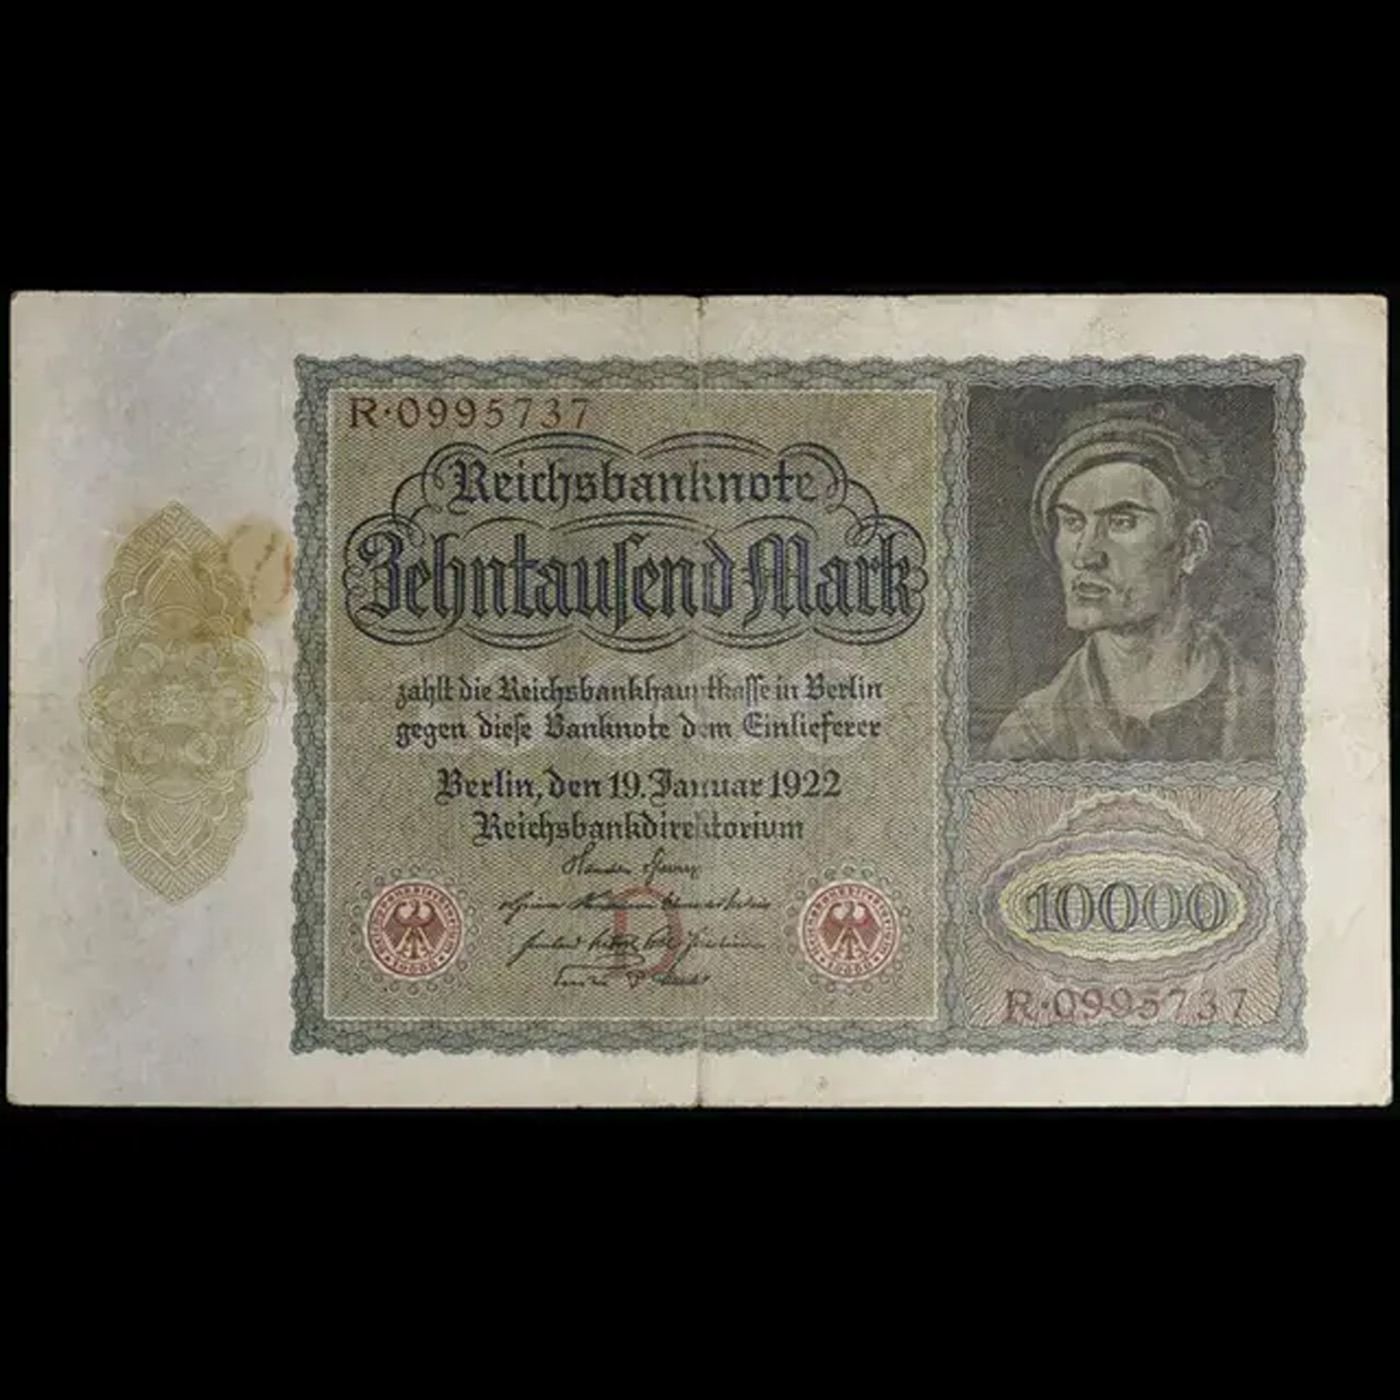 R·0995737
Reichsbanknote
Zehntausend Mark
zahlt die Reichsbankhauptkasse in Berlin
gegen diese Banknote dem Einlieferer
Berlin, den 19. Januar 1922
Reichsbankdirektorium
10000
R·0995737